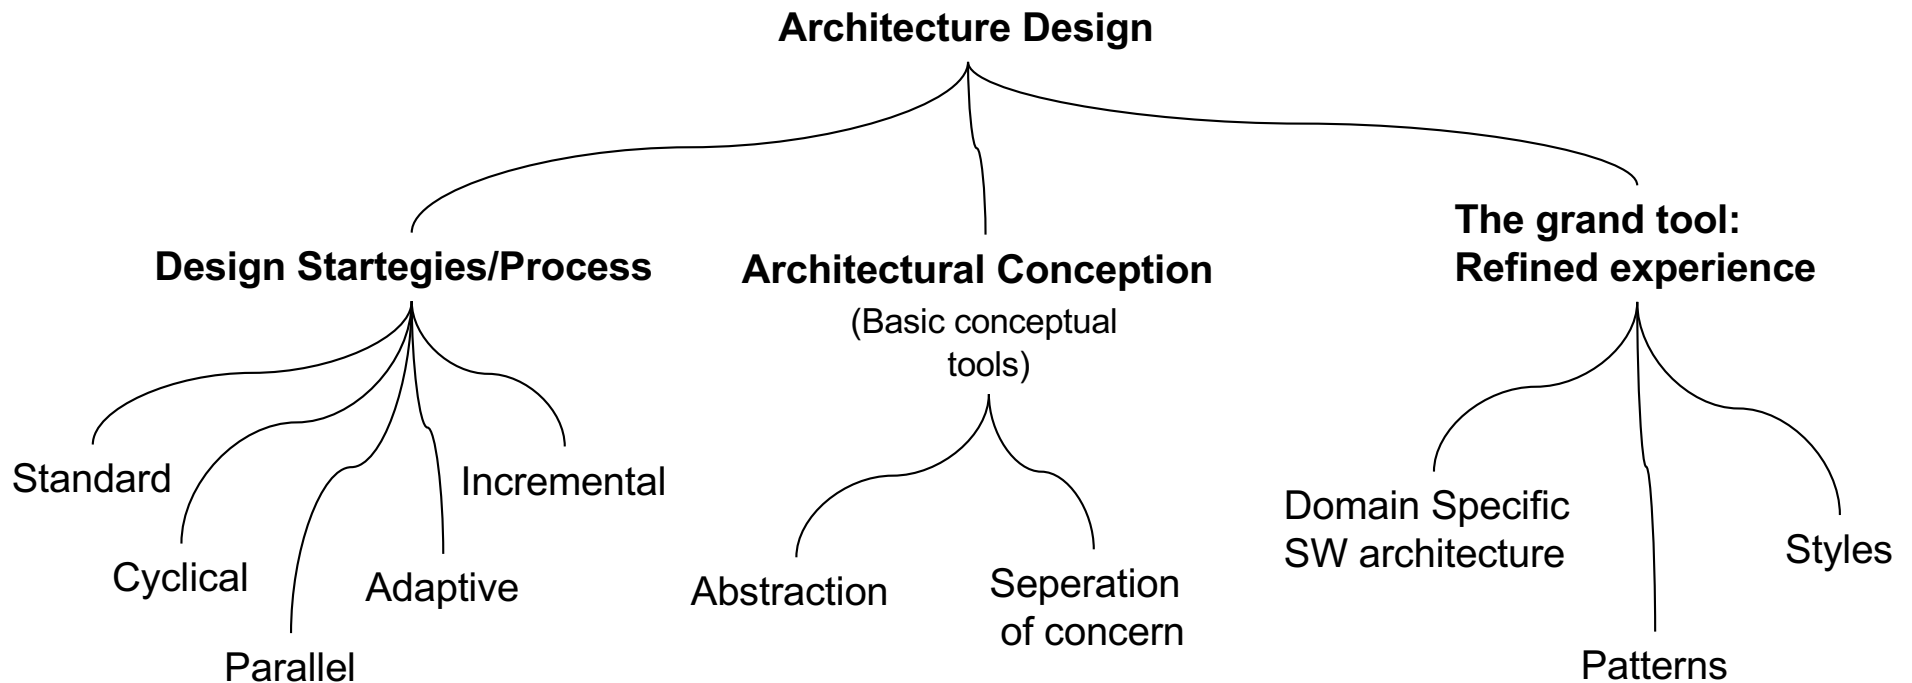 Architecture Design
Design Startegies/Process
Architectural Conception
(Basic conceptual
tools)
The grand tool:
Refined experience
Standard
Cyclical
Parallel
Adaptive
Incremental
Abstraction
Seperation
of concern
Domain Specific
SW architecture
Patterns
Styles